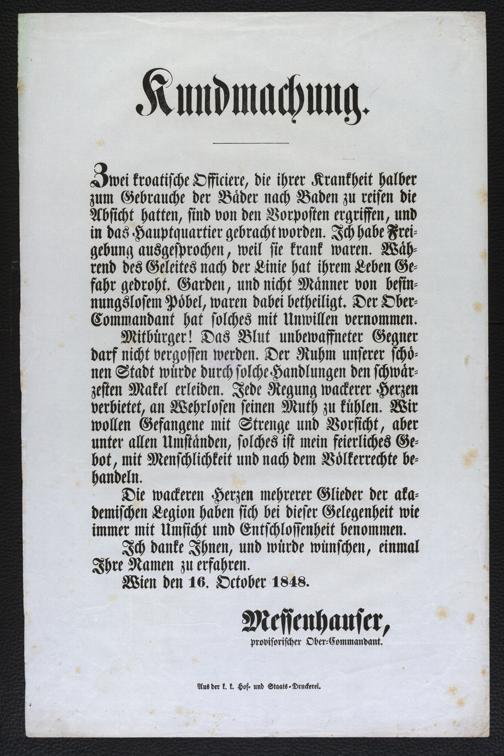 Kundmachung.
Zwei kroatische Officiere, die ihrer Krankheit halber
zum Gebrauche der Bäder nach Baden zu reisen die
Absicht hatten, sind von den Vorposten ergriffen, und
in das Hauptquartier gebracht worden. Ich habe Frei-
gebung ausgesprochen, weil sie krank waren. Wäh-
rend des Geleites nach der Linie hat ihrem Leben Ge-
fahr gedroht. Garden, und nicht Männer von besin-
nungslosem Pöbel, waren dabei betheiligt. Der Ober-
Commandant hat solches mit Unwillen vernommen.
Mitbürger! Das Blut unbewaffneter Gegner
darf nicht vergossen werden. Der Ruhm unserer schö-
nen Stadt würde durch solche Handlungen den schwär-
zesten Makel erleiden. Jede Regung wackerer Herzen
verbietet, an Wehrlosen seinen Muth zu kühlen. Wir
wollen Gefangene mit Strenge und Vorsicht, aber
unter allen Umständen, solches ist mein feierliches Ge-
bot, mit Menschlichkeit und nach dem Völkerrechte be-
handeln.
Die wackeren Herzen mehrerer Glieder der aka-
demischen Legion haben sich bei dieser Gelegenheit wie
immer mit Umsicht und Entschlossenheit benommen.
Ich danke Ihnen, und würde wünschen, einmal
Ihre Namen zu erfahren.
Wien den 16. October 1848.
Messenhauser,
provisorischer Ober-Commandant.
Aus der k. k. Hof- und Staats-Druckerei.